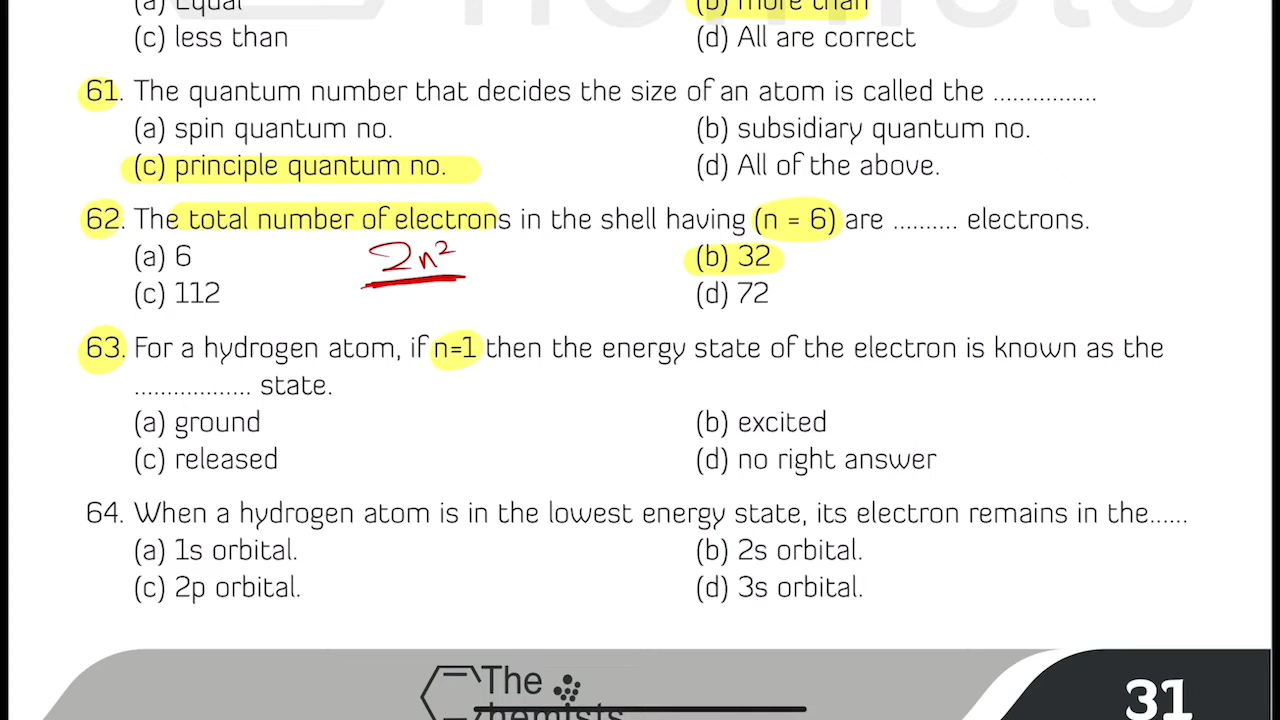 (a) Equal
(b) more than
(c) less than
(d) All are correct
61. The quantum number that decides the size of an atom is called the ................
(a) spin quantum no.
(b) subsidiary quantum no.
(c) principle quantum no.
(d) All of the above.
62. The total number of electrons in the shell having (n = 6) are .......... electrons.
(a) 6
2n²
(b) 32
(c) 112
(d) 72
63. For a hydrogen atom, if n=1 then the energy state of the electron is known as the
.................. state.
(a) ground
(b) excited
(c) released
(d) no right answer
64. When a hydrogen atom is in the lowest energy state, its electron remains in the......
(a) 1s orbital.
(b) 2s orbital.
(c) 2p orbital.
(d) 3s orbital.
The
hemists
31